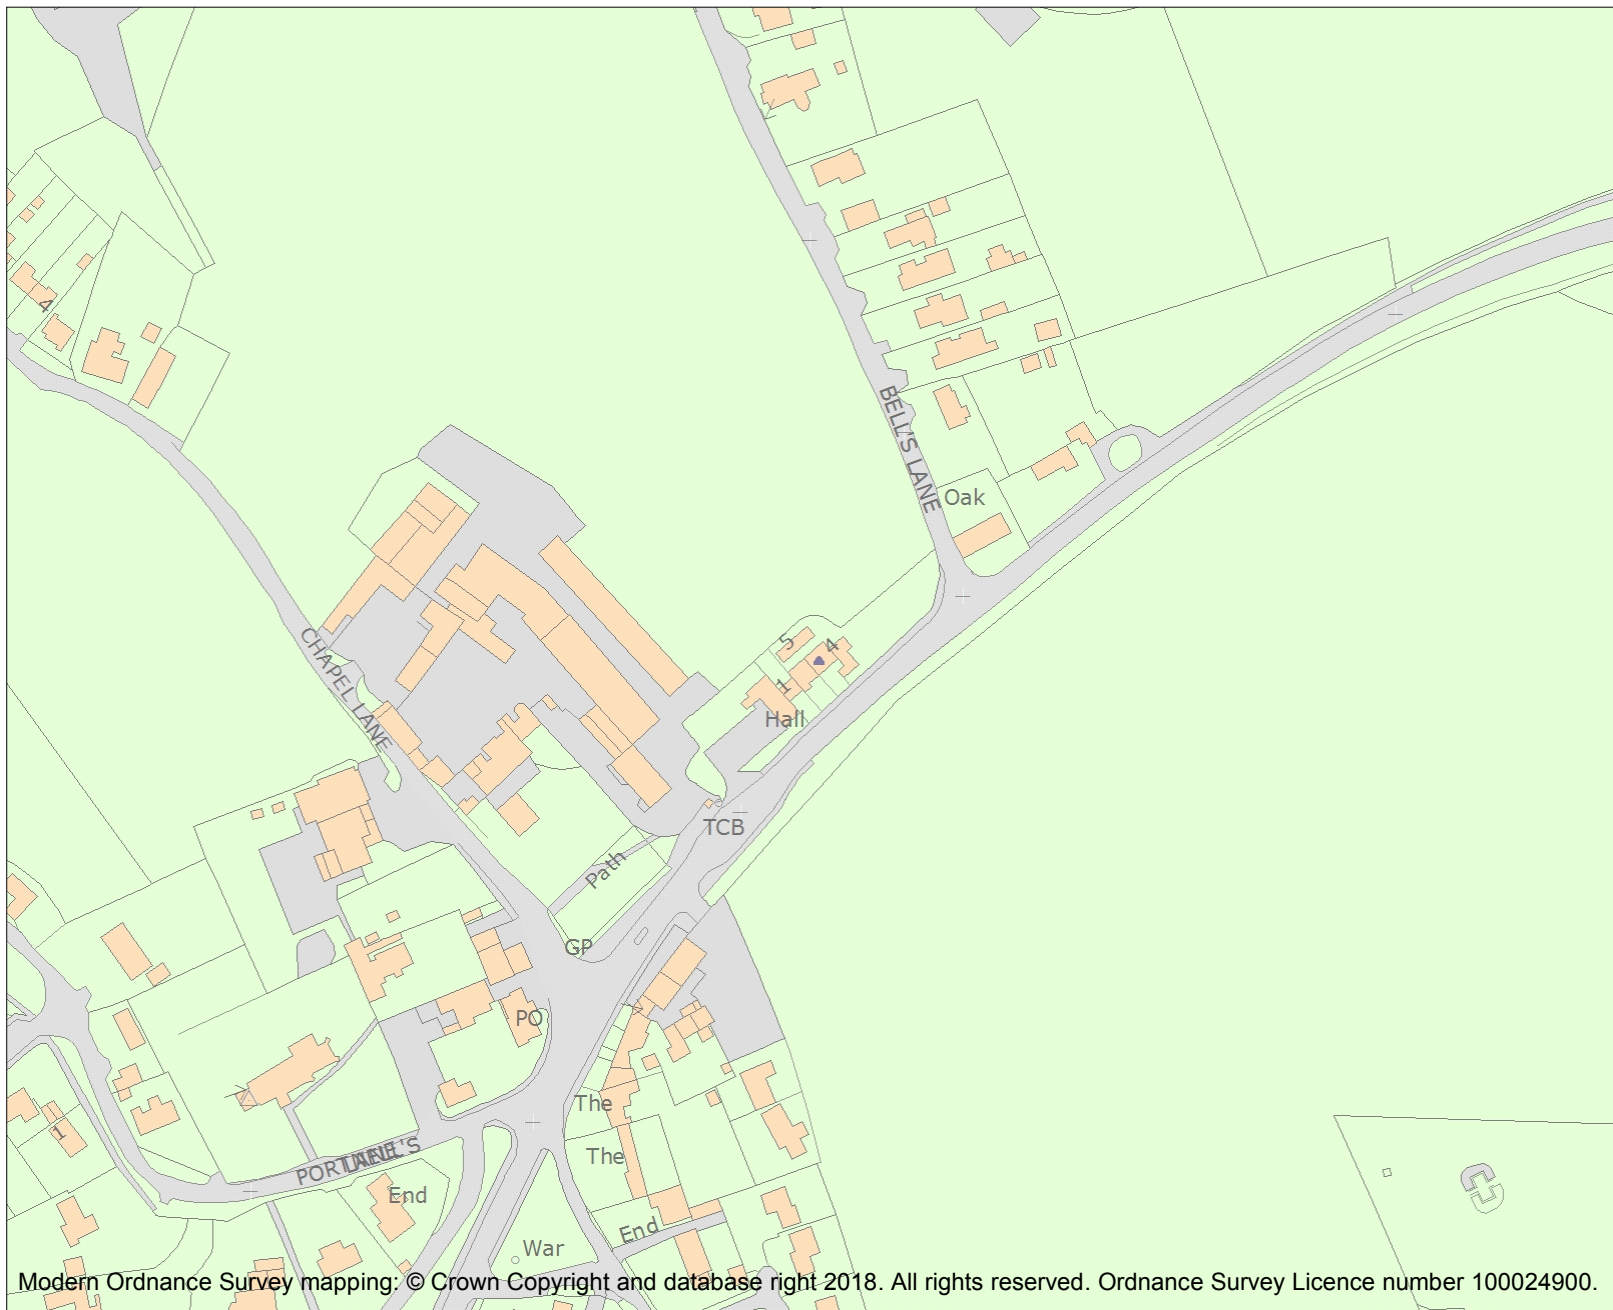 4
BELL'S LANE
Oak
CHAPEL LANE
5
4
1
Hall
TCB
Path
GP
PO
The
1
PORTNELL'S
LANE
The
End
End
War
Modern Ordnance Survey mapping: © Crown Copyright and database right 2018. All rights reserved. Ordnance Survey Licence number 100024900.